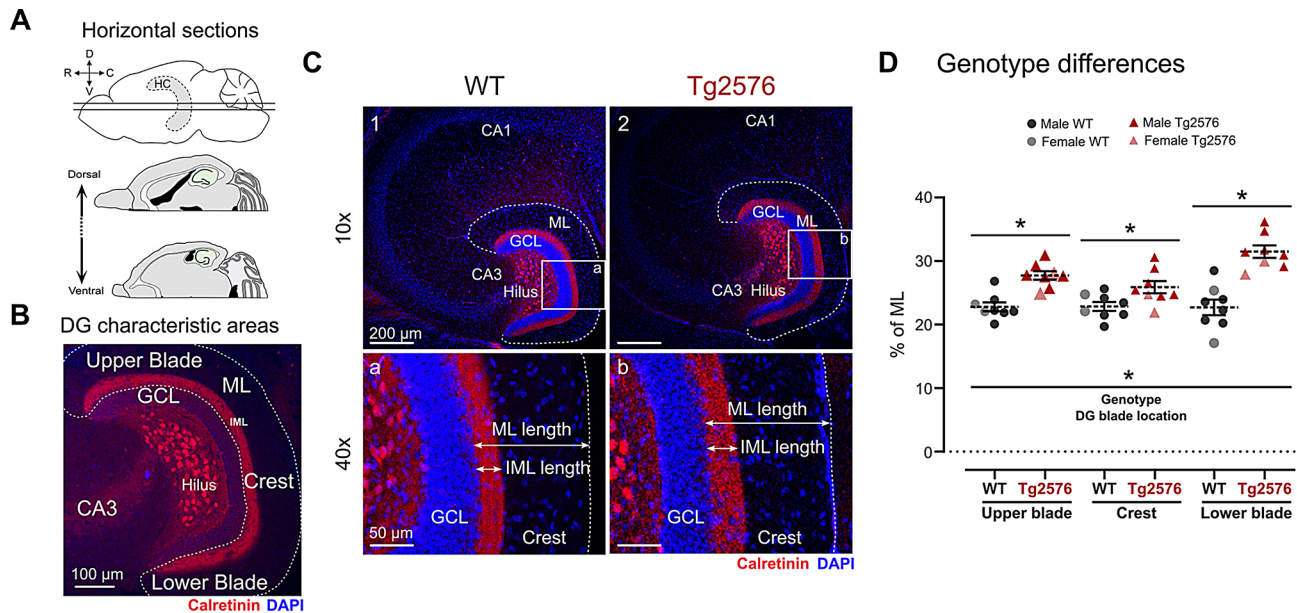 A
Horizontal sections
D
R
C
V
HC
Dorsal
Ventral
B
DG characteristic areas
Upper Blade
ML
GCL
IML
Hilus
Crest
CA3
100 µm
Lower Blade
Calretinin DAPI
C
WT
Tg2576
10x
1
CA1
ML
GCL
a
CA3
Hilus
200 µm
2
CA1
GCL
ML
b
CA3
Hilus
40x
a
ML length
IML length
GCL
50 µm
Crest
b
ML length
IML length
GCL
Crest
Calretinin DAPI
D
Genotype differences
Male WT
Male Tg2576
Female WT
Female Tg2576
% of ML
40
30
20
10
0
*
*
*
*
Genotype
DG blade location
WT Tg2576 WT Tg2576 WT Tg2576
Upper blade Crest Lower blade